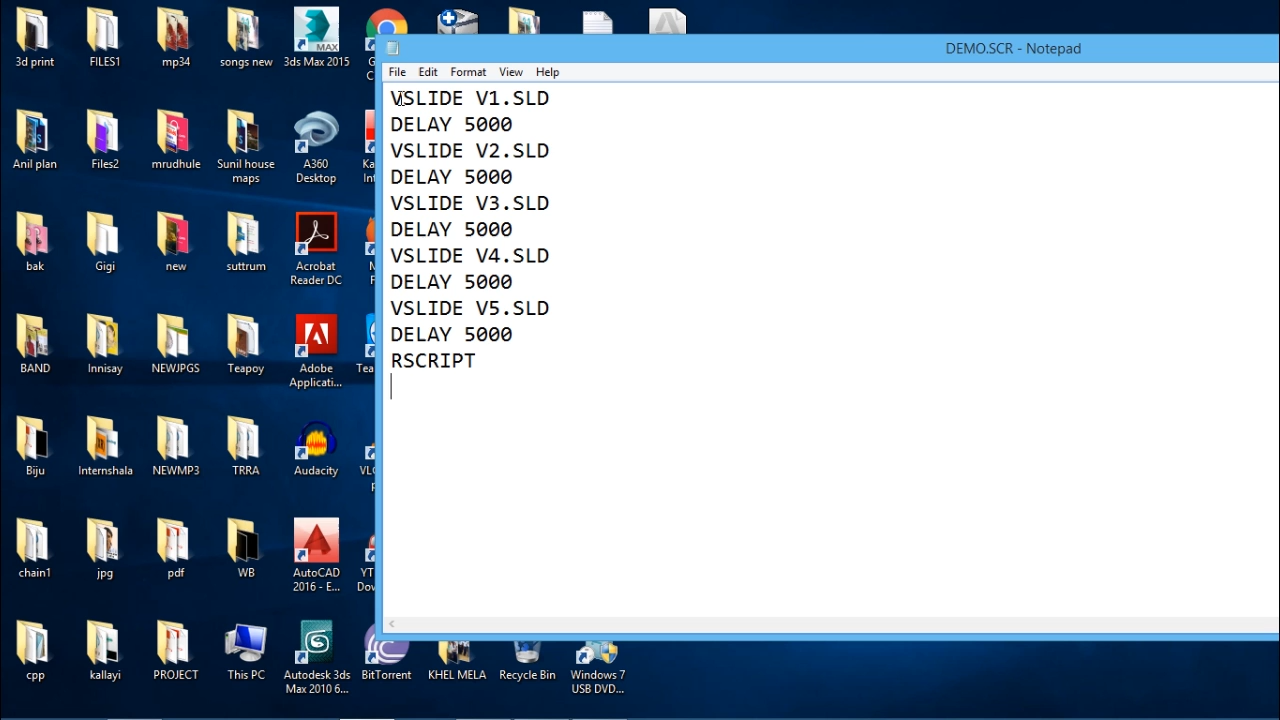 DEMO.SCR - Notepad
File Edit Format View Help
VSLIDE V1.SLD
DELAY 5000
VSLIDE V2.SLD
DELAY 5000
VSLIDE V3.SLD
DELAY 5000
VSLIDE V4.SLD
DELAY 5000
VSLIDE V5.SLD
DELAY 5000
RSCRIPT
3d print
FILES1
mp34
songs new
3ds Max 2015
MAX
Anil plan
Files2
mrudhule
Sunil house
maps
A360
Desktop
bak
Gigi
new
suttrum
Acrobat
Reader DC
BAND
Innisay
NEWJPGS
Teapoy
Adobe
Applicati...
Biju
Internshala
NEWMP3
TRRA
Audacity
chain1
jpg
pdf
WB
AutoCAD
2016 - E...
cpp
kallayi
PROJECT
This PC
Autodesk 3ds
Max 2010 6...
BitTorrent
KHEL MELA
Recycle Bin
Windows 7
USB DVD...